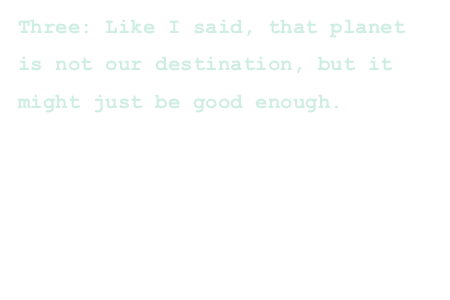 Three: Like I said, that planet
is not our destination, but it
might just be good enough.